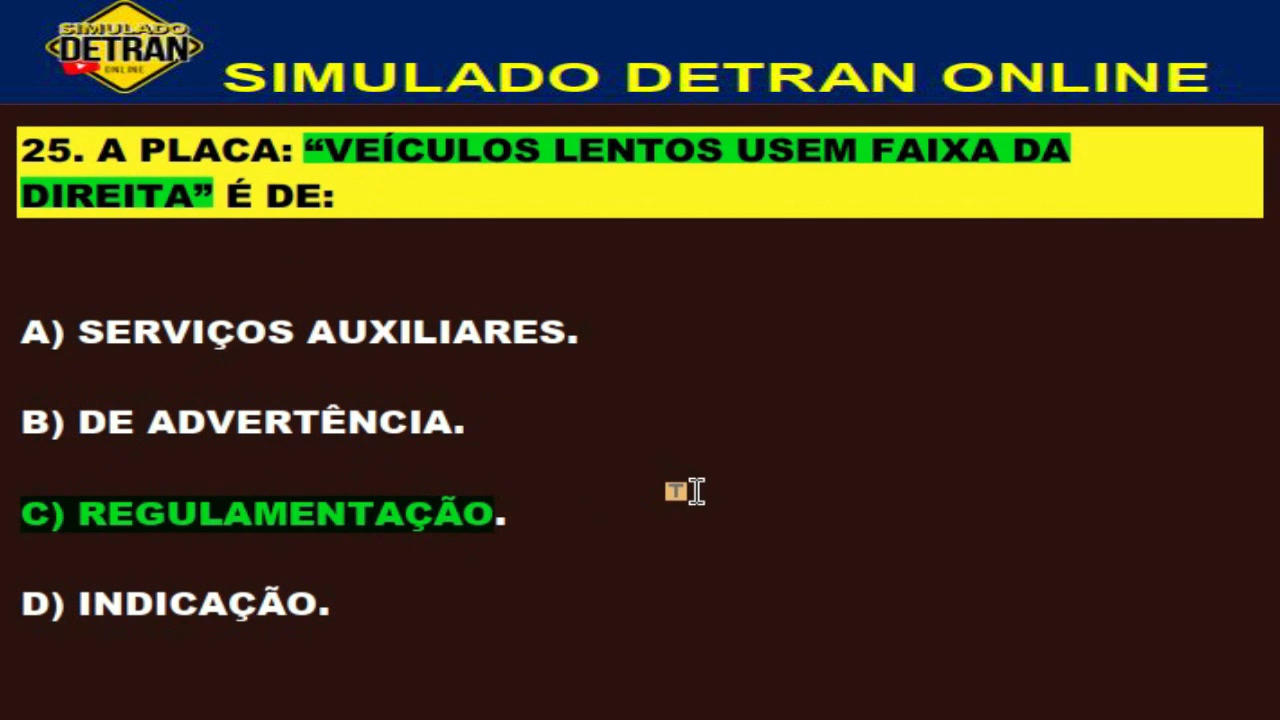 SIMULADO
DETRAN
ONLINE
SIMULADO DETRAN ONLINE
25. A PLACA: “VEÍCULOS LENTOS USEM FAIXA DA
DIREITA” É DE:
A) SERVIÇOS AUXILIARES.
B) DE ADVERTÊNCIA.
C) REGULAMENTAÇÃO.
T
D) INDICAÇÃO.